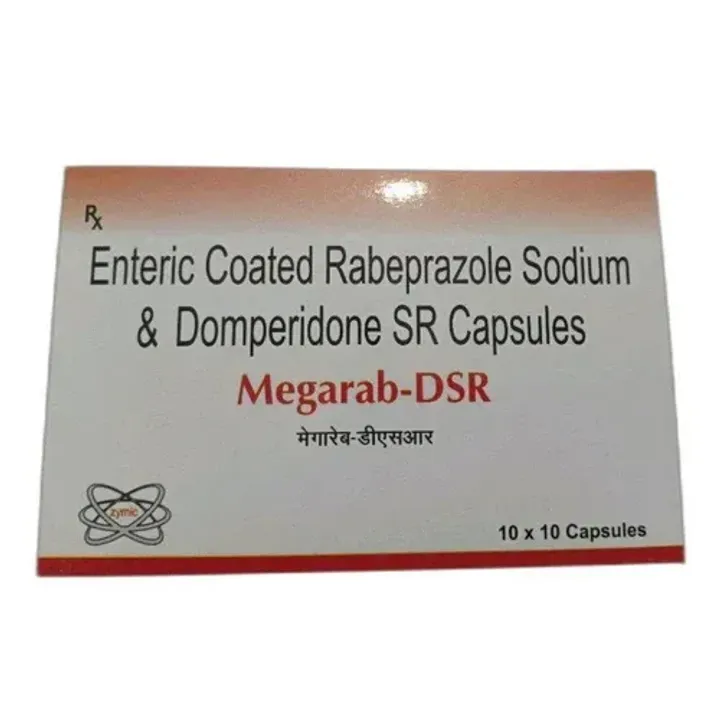 Rx
Enteric Coated Rabeprazole Sodium
& Domperidone SR Capsules
Megarab-DSR
मेगारेब-डीएसआर
zymic
10 x 10 Capsules